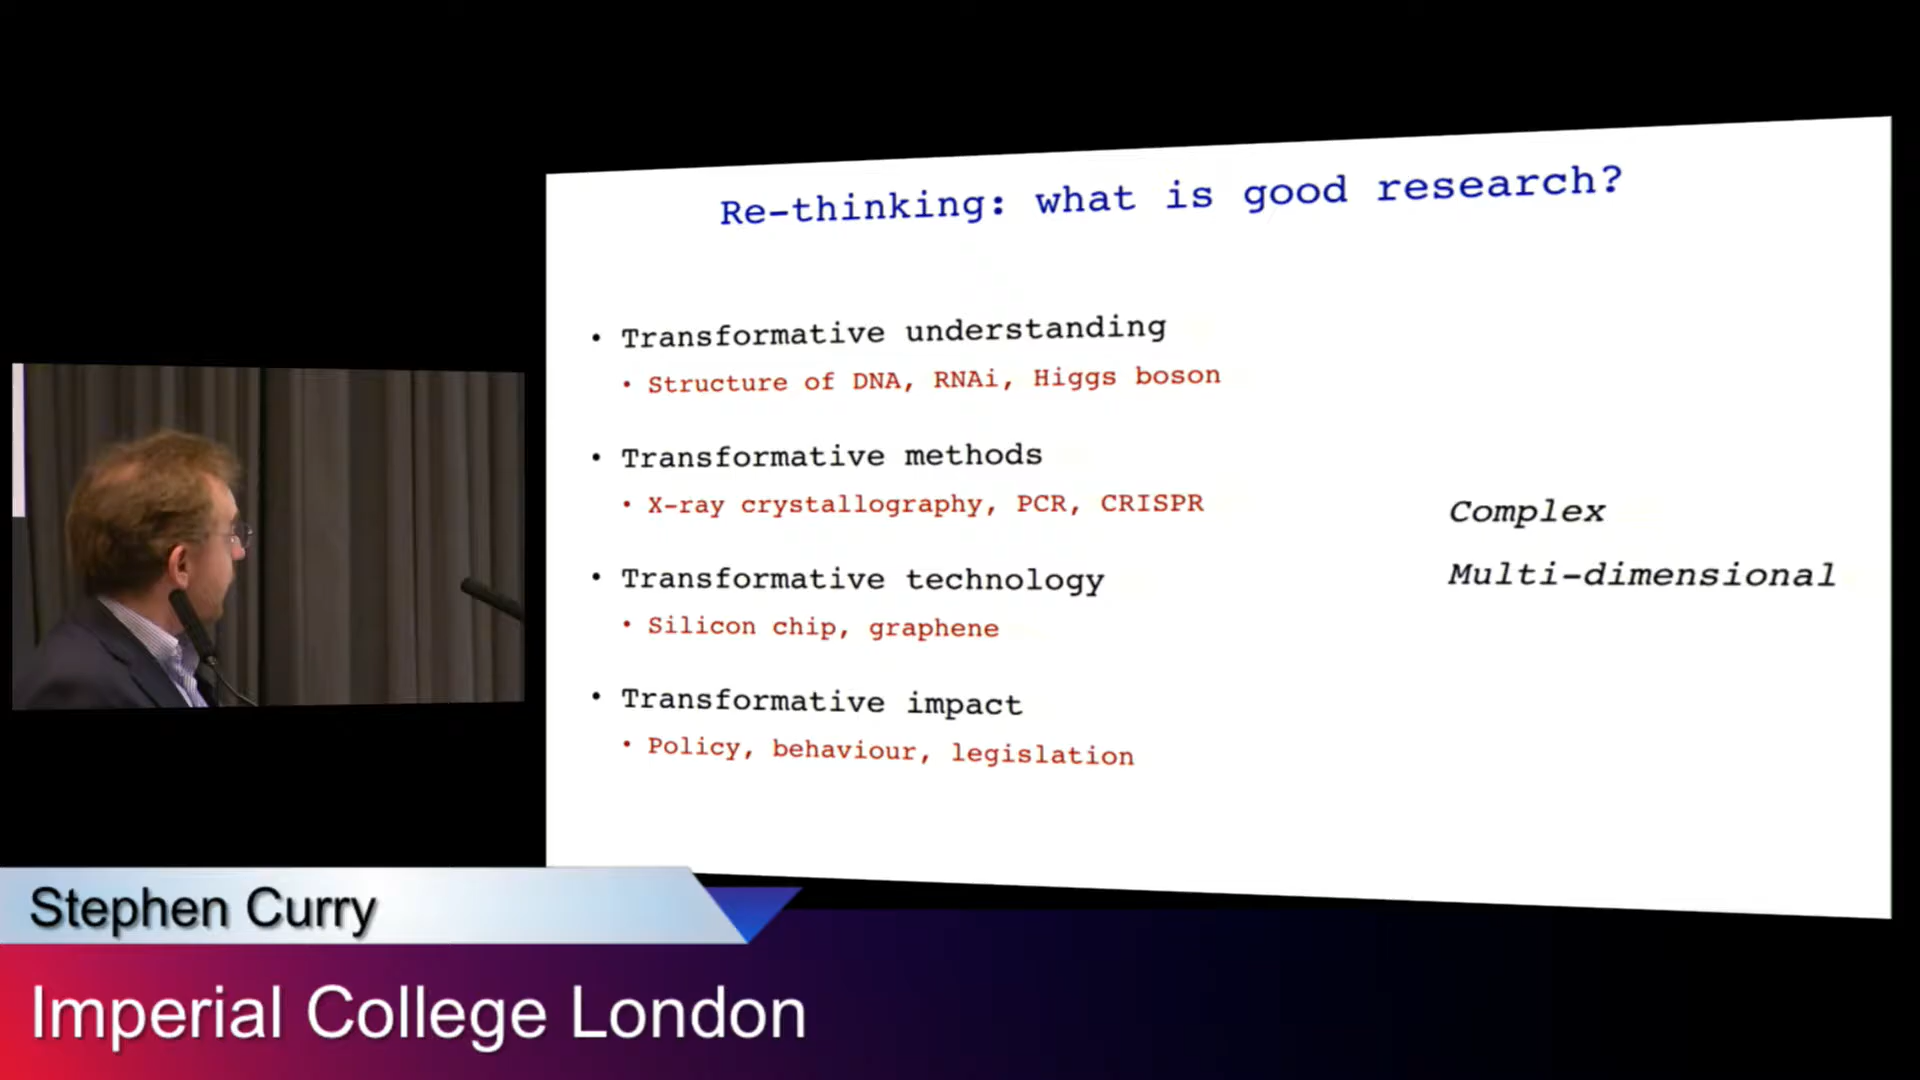 Re-thinking: what is good research?
• Transformative understanding
• Structure of DNA, RNAi, Higgs boson
• Transformative methods
• X-ray crystallography, PCR, CRISPR
• Transformative technology
• Silicon chip, graphene
• Transformative impact
• Policy, behaviour, legislation
Complex
Multi-dimensional
Stephen Curry
Imperial College London